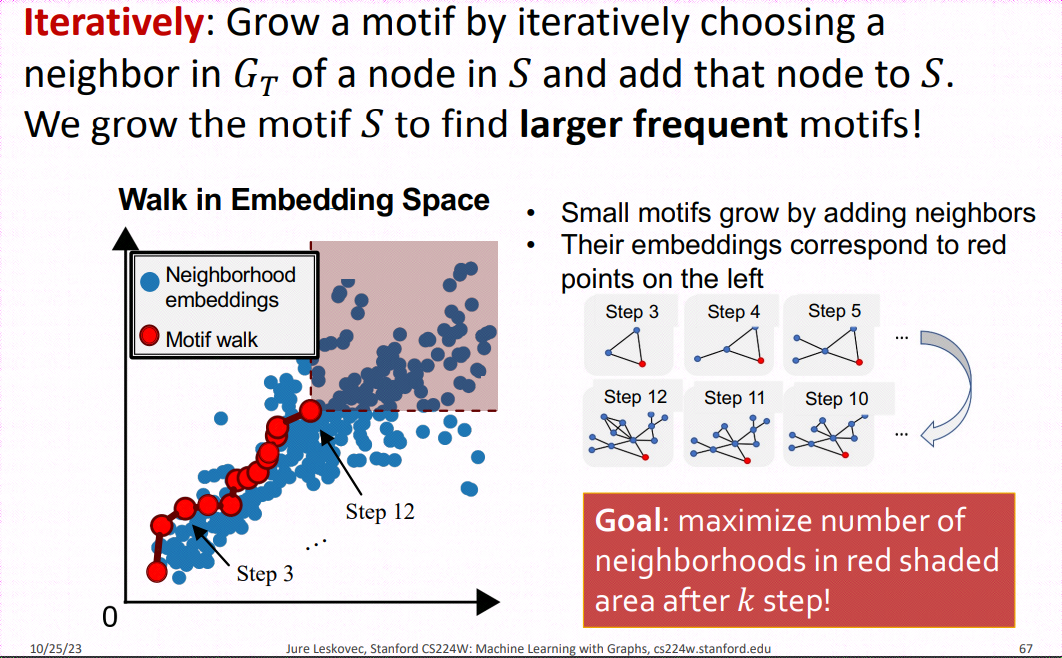 Iteratively: Grow a motif by iteratively choosing a
neighbor in G_T of a node in S and add that node to S.
We grow the motif S to find larger frequent motifs!
Walk in Embedding Space
Neighborhood
embeddings
Motif walk
Step 12
...
Step 3
0
• Small motifs grow by adding neighbors
• Their embeddings correspond to red
points on the left
Step 3
Step 4
Step 5
...
Step 12
Step 11
Step 10
...
Goal: maximize number of
neighborhoods in red shaded
area after k step!
10/25/23
Jure Leskovec, Stanford CS224W: Machine Learning with Graphs, cs224w.stanford.edu
67